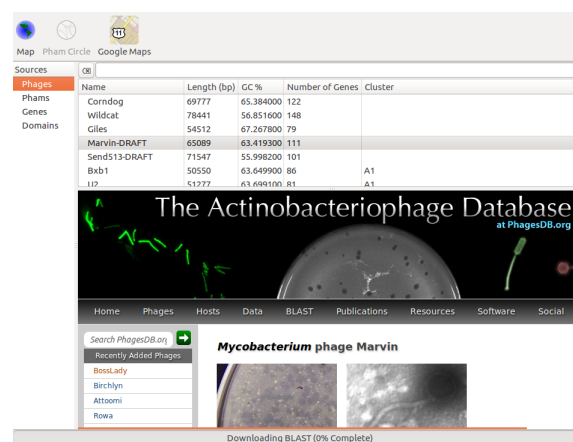 Map Pham Circle Google Maps
Sources
Phages
Phams
Genes
Domains
Name Length (bp) GC % Number of Genes Cluster
Corndog 69777 65.384000 122
Wildcat 78441 56.851600 148
Giles 54512 67.267800 79
Marvin-DRAFT 65089 63.419300 111
Send513-DRAFT 71547 55.998200 101
Bxb1 50550 63.649900 86 A1
U2 51277 63.699100 81 A1
The Actinobacteriophage Database
at PhagesDB.org
Home Phages Hosts Data BLAST Publications Resources Software Social
Search PhagesDB.org
Recently Added Phages
BossLady
Birchlyn
Attoomi
Rowa
Mycobacterium phage Marvin
Downloading BLAST (0% Complete)